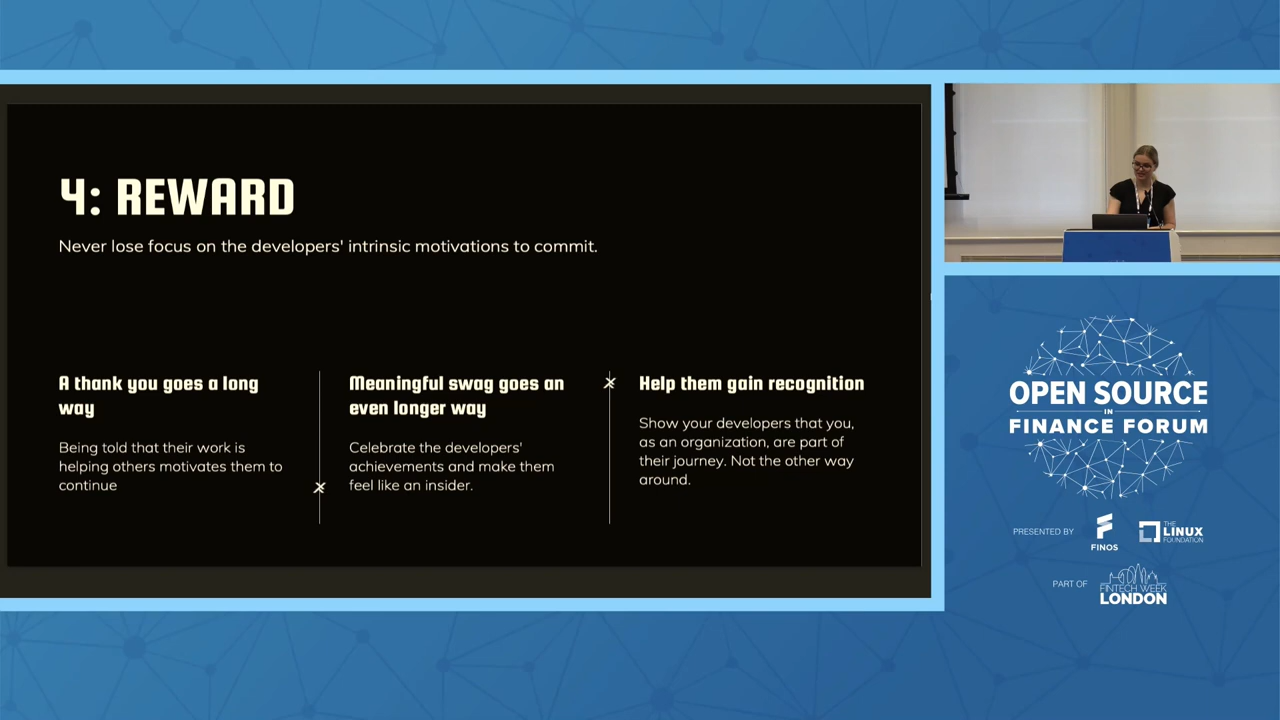 4: REWARD
Never lose focus on the developers' intrinsic motivations to commit.
A thank you goes a long
way
Being told that their work is
helping others motivates them to
continue
Meaningful swag goes an
even longer way
Celebrate the developers'
achievements and make them
feel like an insider.
Help them gain recognition
Show your developers that you,
as an organization, are part of
their journey. Not the other way
around.
OPEN SOURCE
IN
FINANCE FORUM
PRESENTED BY
FINOS
THE
LINUX
FOUNDATION
PART OF
FINTECH WEEK
LONDON